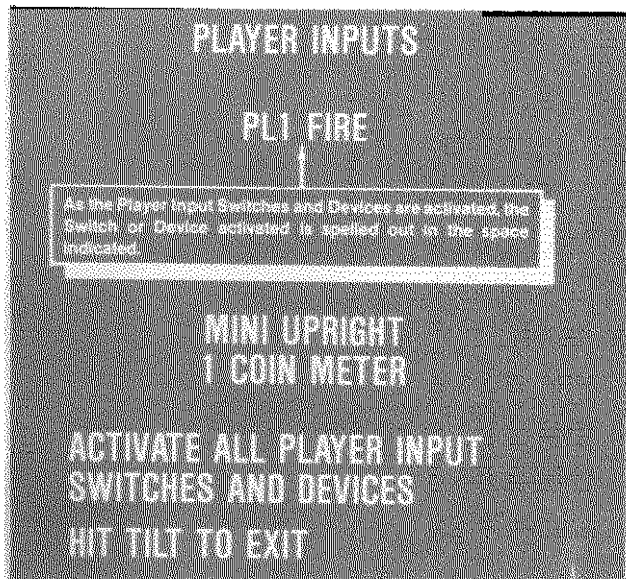 PLAYER INPUTS
PL1 FIRE
As the Player Input Switches and Devices are activated, the
Switch or Device activated is spelled out in the space
indicated.
MINI UPRIGHT
1 COIN METER
ACTIVATE ALL PLAYER INPUT
SWITCHES AND DEVICES
HIT TILT TO EXIT